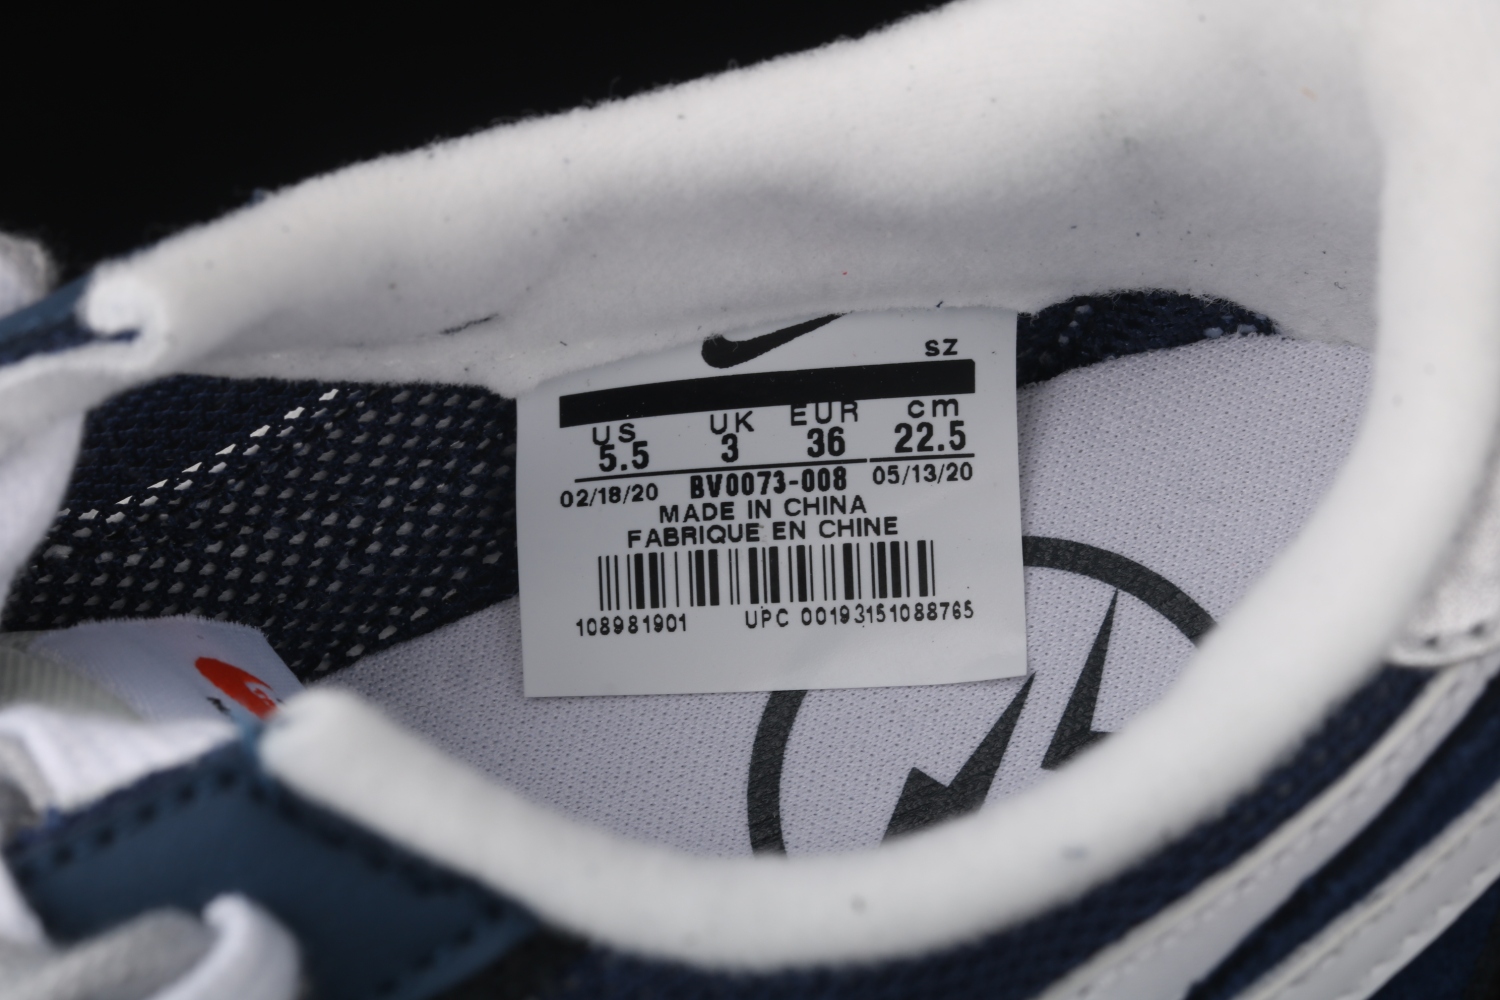 SZ
US UK EUR cm
5.5 3 36 22.5
02/18/20 BV0073-008 05/13/20
MADE IN CHINA
FABRIQUE EN CHINE
108981901 UPC 00193151088765